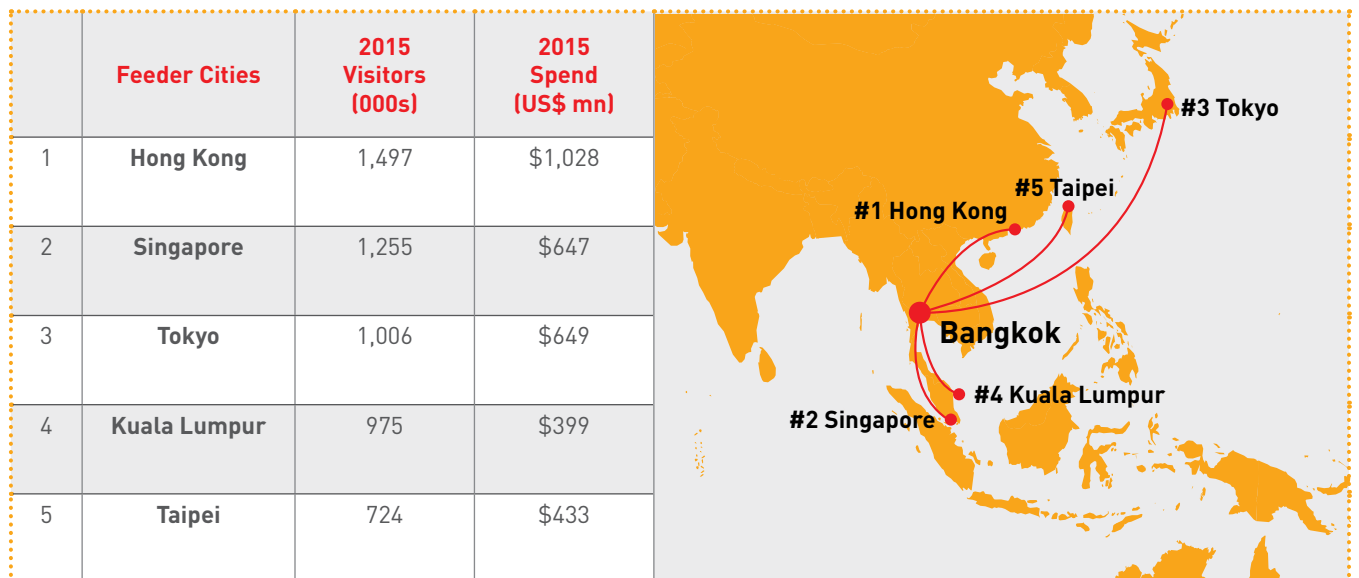 Feeder Cities
2015
Visitors
(000s)
2015
Spend
(US$ mn)
1 Hong Kong 1,497 $1,028
2 Singapore 1,255 $647
3 Tokyo 1,006 $649
4 Kuala Lumpur 975 $399
5 Taipei 724 $433
#3 Tokyo
#5 Taipei
#1 Hong Kong
Bangkok
#4 Kuala Lumpur
#2 Singapore